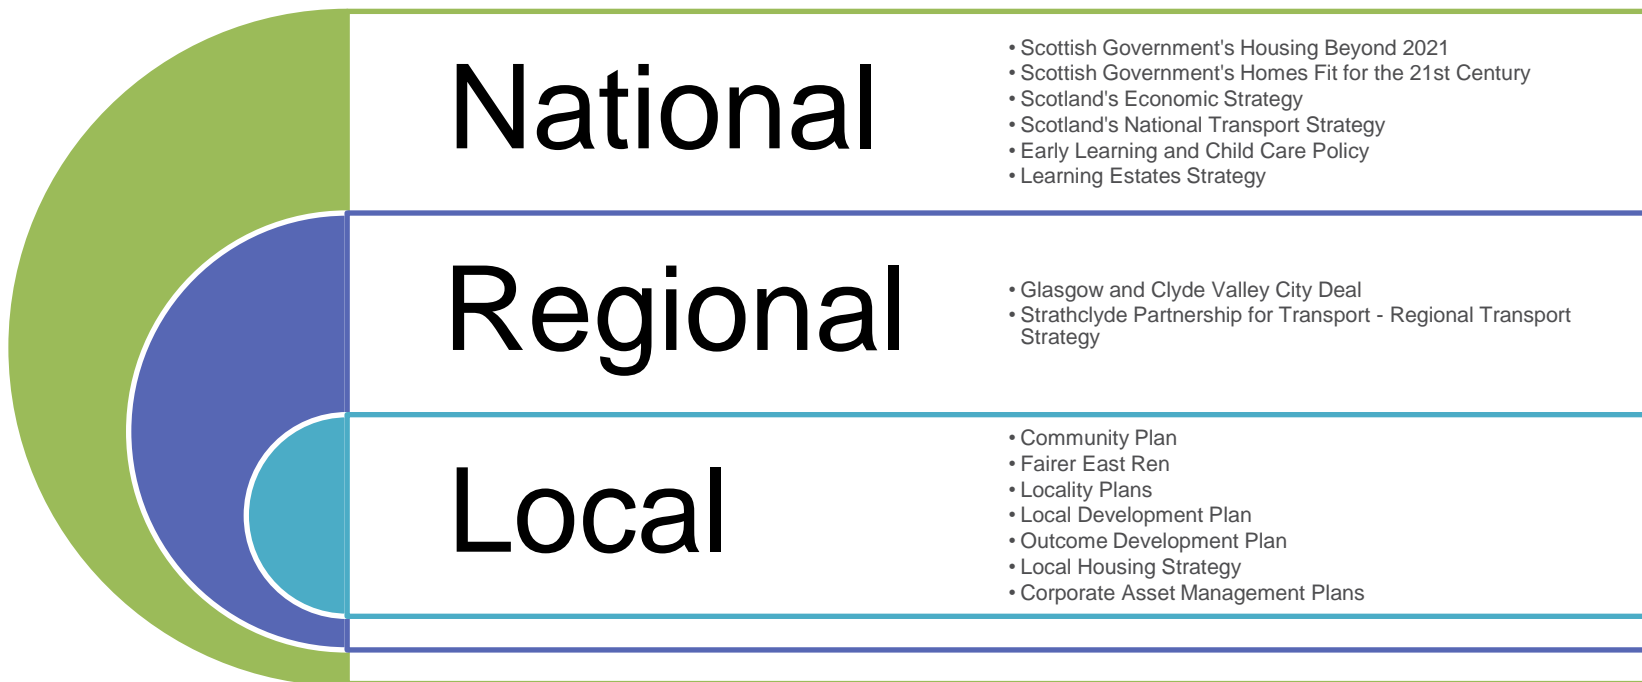 National
• Scottish Government's Housing Beyond 2021
• Scottish Government's Homes Fit for the 21st Century
• Scotland's Economic Strategy
• Scotland's National Transport Strategy
• Early Learning and Child Care Policy
• Learning Estates Strategy
Regional
• Glasgow and Clyde Valley City Deal
• Strathclyde Partnership for Transport - Regional Transport
Strategy
Local
• Community Plan
• Fairer East Ren
• Locality Plans
• Local Development Plan
• Outcome Development Plan
• Local Housing Strategy
• Corporate Asset Management Plans